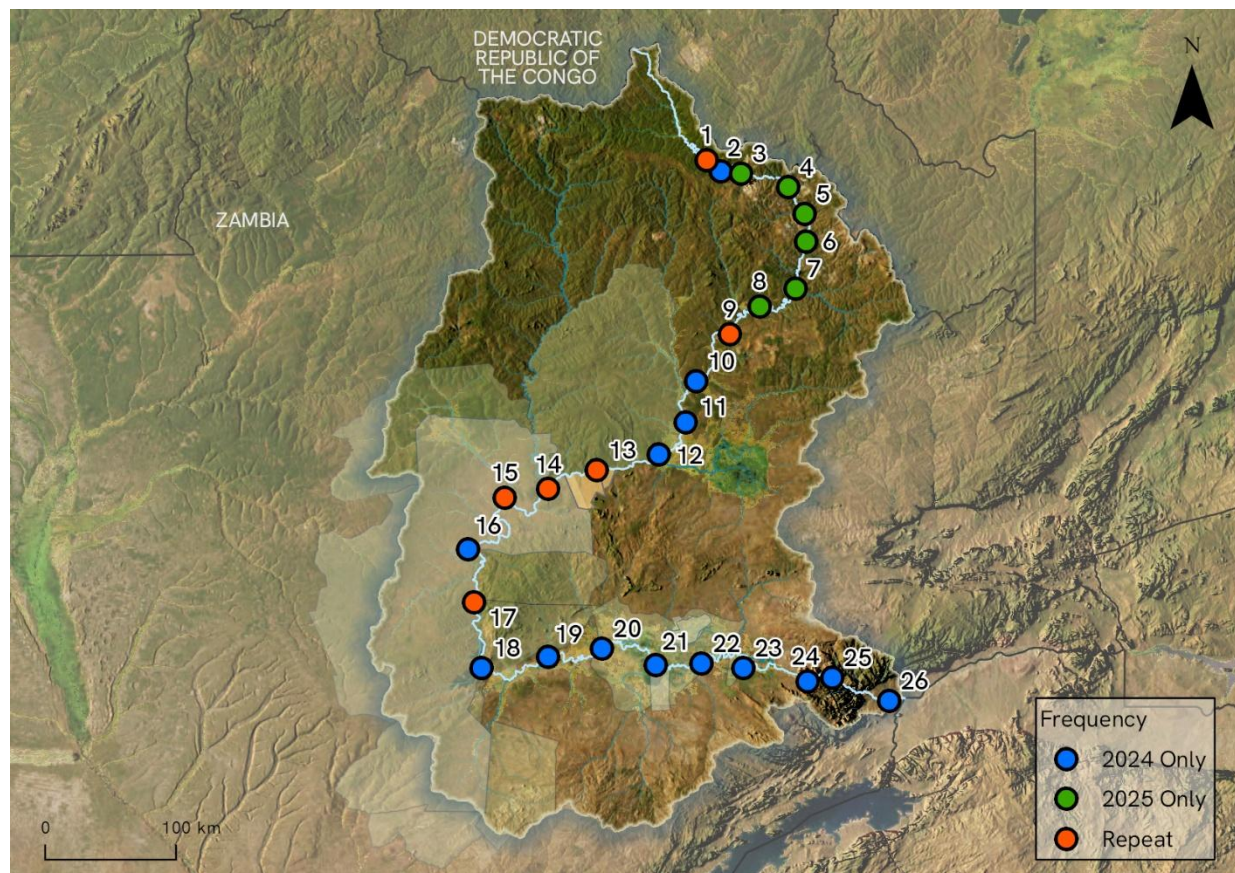 DEMOCRATIC
REPUBLIC OF
THE CONGO
N
1
2
3
4
ZAMBIA
5
6
7
8
9
10
11
12
13
14
15
16
17
18
19
20
21
22
23
24
25
26
Frequency
2024 Only
2025 Only
Repeat
0 100 km